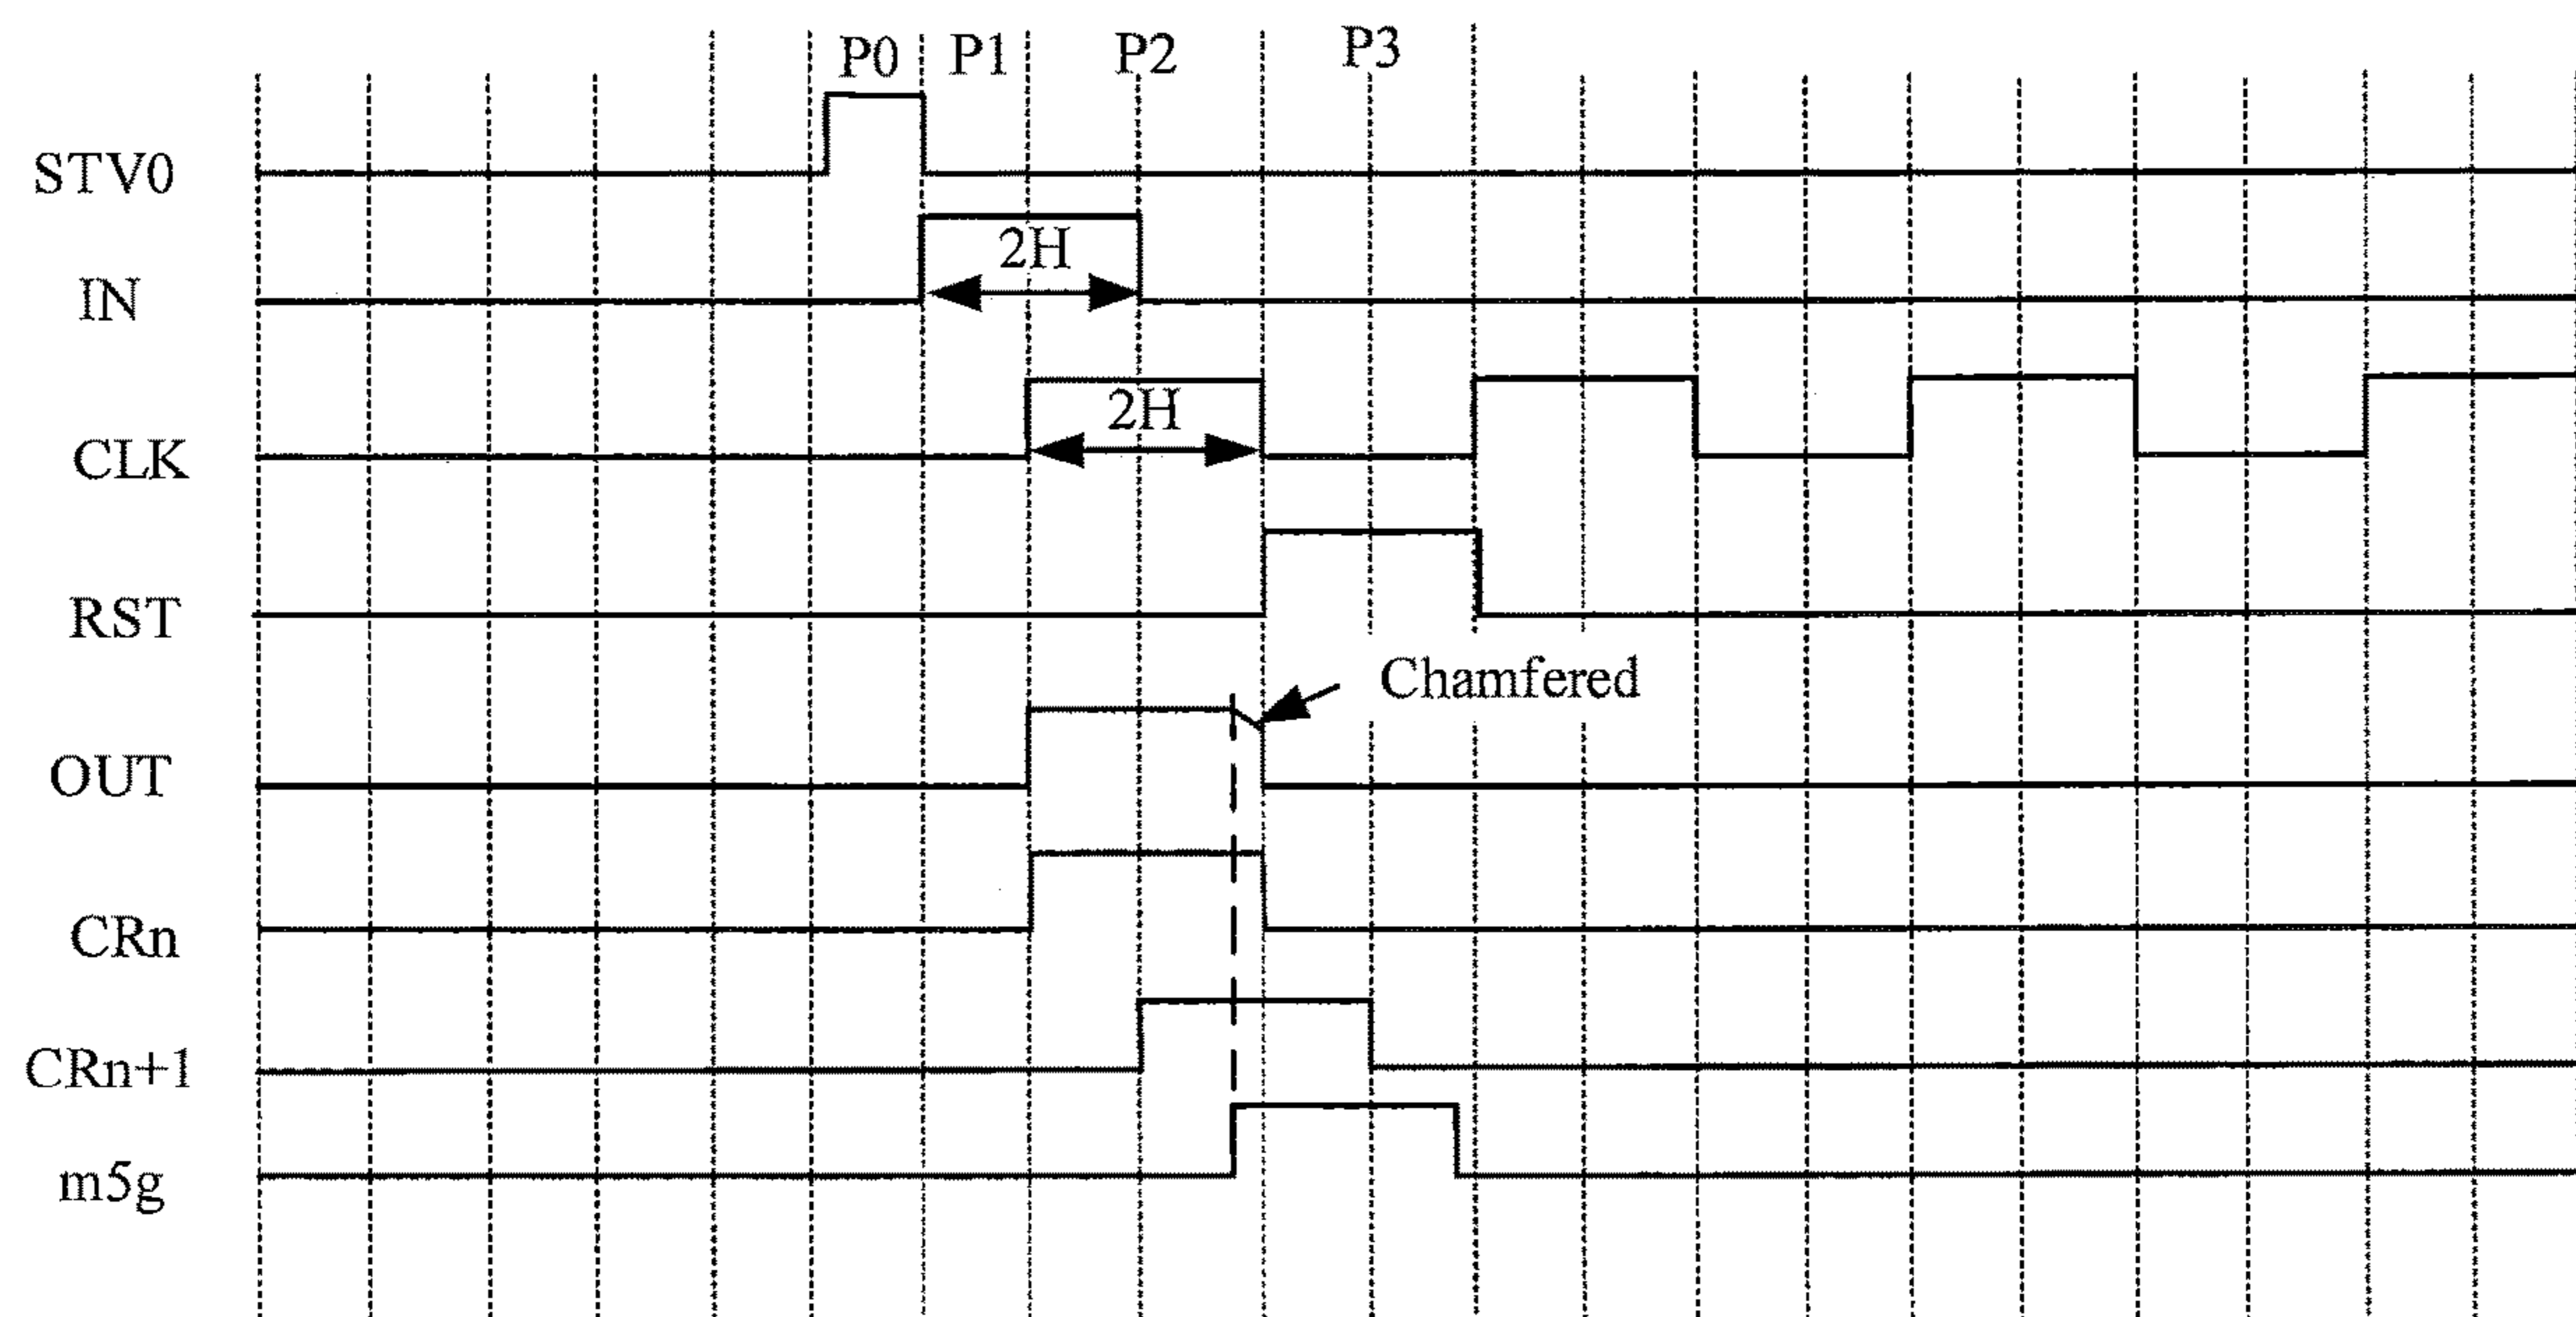 P0 P1 P2 P3
STV0
IN 2H
CLK 2H
RST
Chamfered
OUT
CRn
CRn+1
m5g